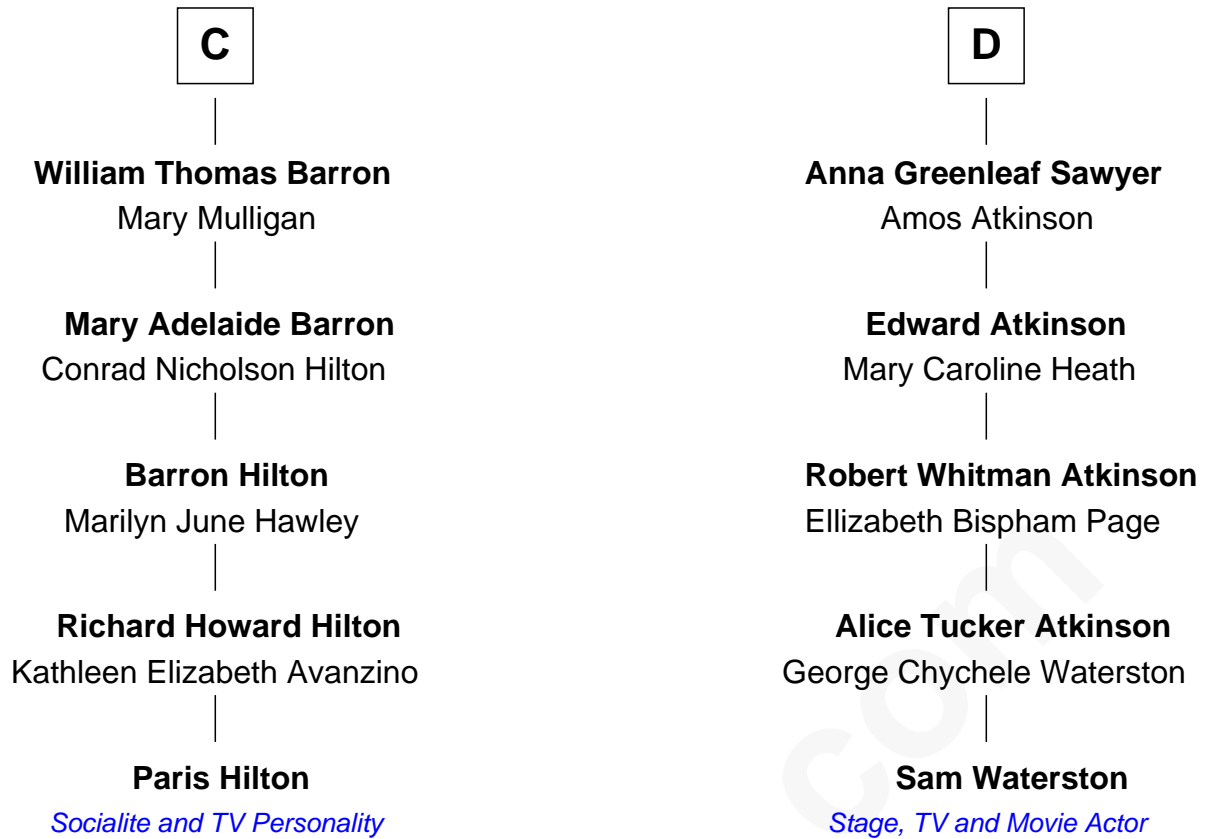 C
William Thomas Barron
Mary Mulligan
Mary Adelaide Barron
Conrad Nicholson Hilton
Barron Hilton
Marilyn June Hawley
Richard Howard Hilton
Kathleen Elizabeth Avanzino
Paris Hilton
Socialite and TV Personality
D
Anna Greenleaf Sawyer
Amos Atkinson
Edward Atkinson
Mary Caroline Heath
Robert Whitman Atkinson
Ellizabeth Bispham Page
Alice Tucker Atkinson
George Chychele Waterston
Sam Waterston
Stage, TV and Movie Actor
com